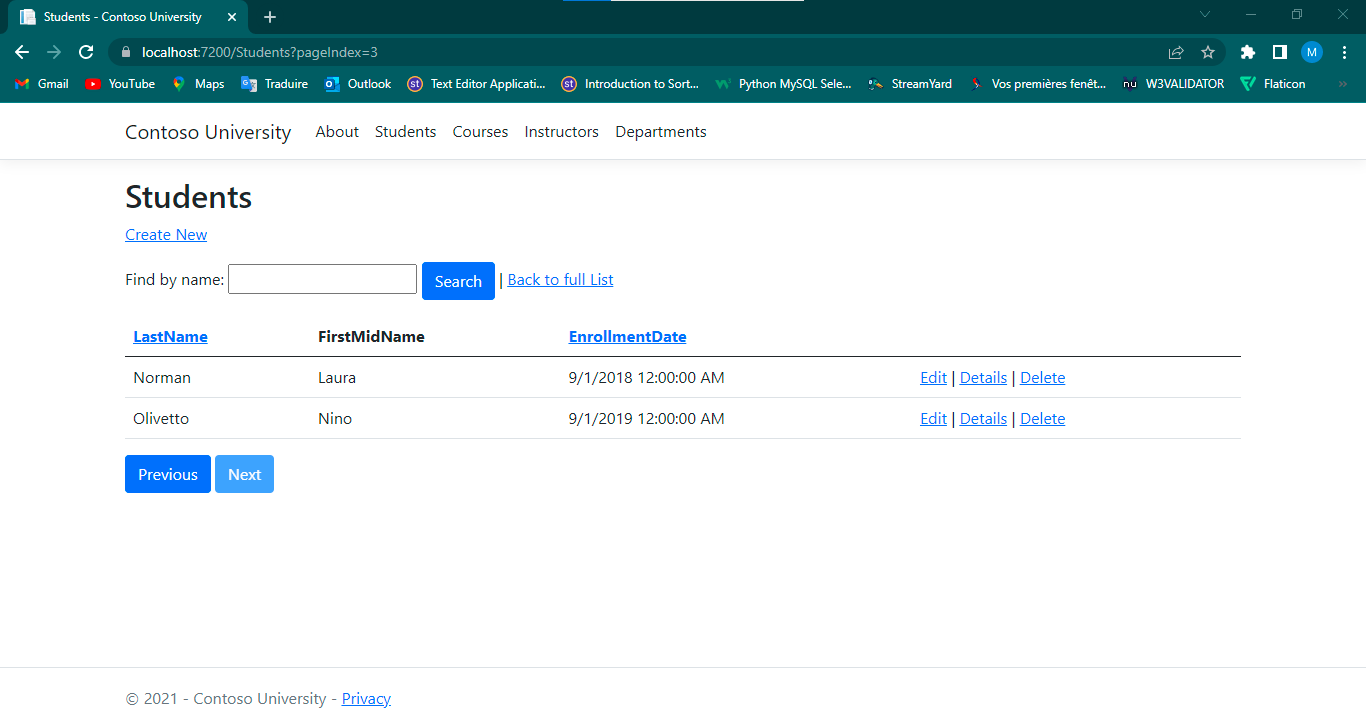 Students - Contoso University
localhost:7200/Students?pageIndex=3
M
Gmail YouTube Maps Traduire Outlook st Text Editor Applicati... st Introduction to Sort... Python MySQL Sele... StreamYard Vos premières fenêt... nu W3VALIDATOR Flaticon »
Contoso University About Students Courses Instructors Departments
Students
Create New
Find by name: Search | Back to full List
LastName FirstMidName EnrollmentDate
Norman Laura 9/1/2018 12:00:00 AM Edit | Details | Delete
Olivetto Nino 9/1/2019 12:00:00 AM Edit | Details | Delete
Previous Next
© 2021 - Contoso University - Privacy